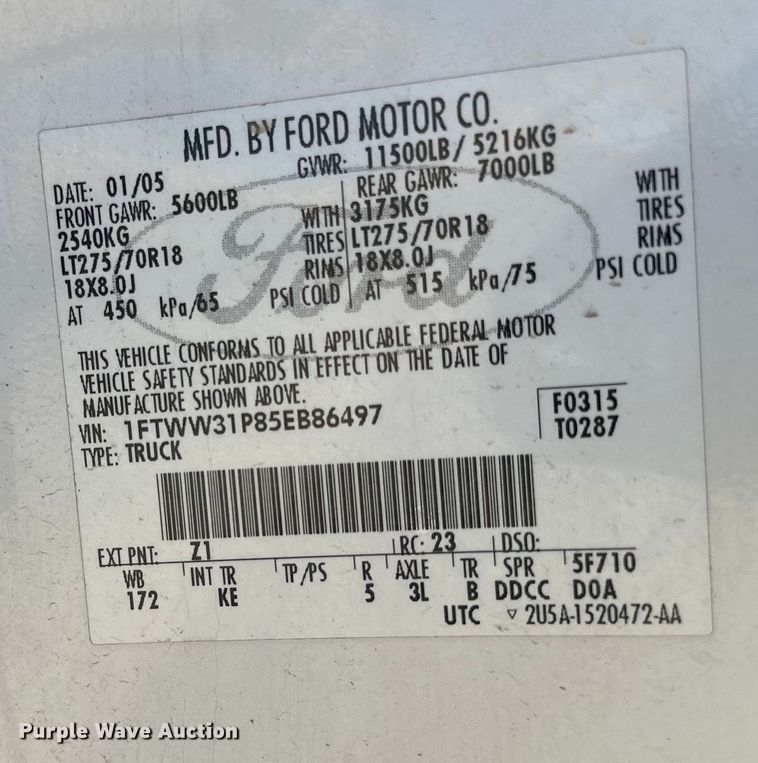 MFD. BY FORD MOTOR CO.
DATE: 01/05 GVWR: 11500LB/ 5216KG
FRONT GAWR: 5600LB REAR GAWR: 7000LB
2540KG WITH 3175KG WITH
LT275/70R18 TIRES LT275/70R18 TIRES
18X8.0J RIMS 18X8.0J RIMS
AT 450 kPa/65 PSI COLD AT 515 kPa/75 PSI COLD
Ford
THIS VEHICLE CONFORMS TO ALL APPLICABLE FEDERAL MOTOR
VEHICLE SAFETY STANDARDS IN EFFECT ON THE DATE OF
MANUFACTURE SHOWN ABOVE.
VIN: 1FTWW31P85EB86497 F0315
TYPE: TRUCK T0287
EXT PNT: Z1 RC: 23 DSO:
WB INT TR TP/PS R AXLE TR SPR 5F710
172 KE 5 3L B DDCC D0A
UTC ▽ 2U5A-1520472-AA
Purple Wave Auction